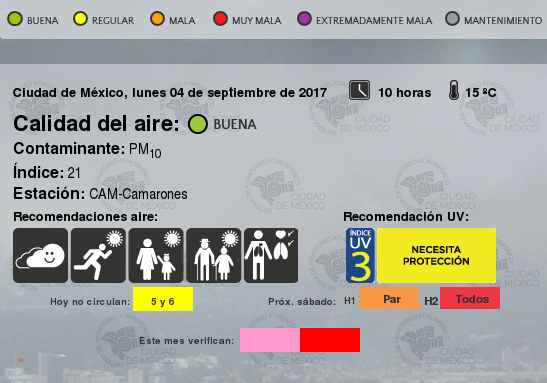 BUENA REGULAR MALA MUY MALA EXTREMADAMENTE MALA MANTENIMIENTO
Ciudad de México, lunes 04 de septiembre de 2017 10 horas 15 ºC
Calidad del aire: BUENA
Contaminante: PM10
Índice: 21
Estación: CAM-Camarones
Recomendaciones aire: Recomendación UV:
ÍNDICE
UV
3
NECESITA
PROTECCIÓN
Hoy no circulan: 5 y 6 Próx. sábado: H1 Par H2 Todos
Este mes verifican:
CIUDAD
DE MÉXICO